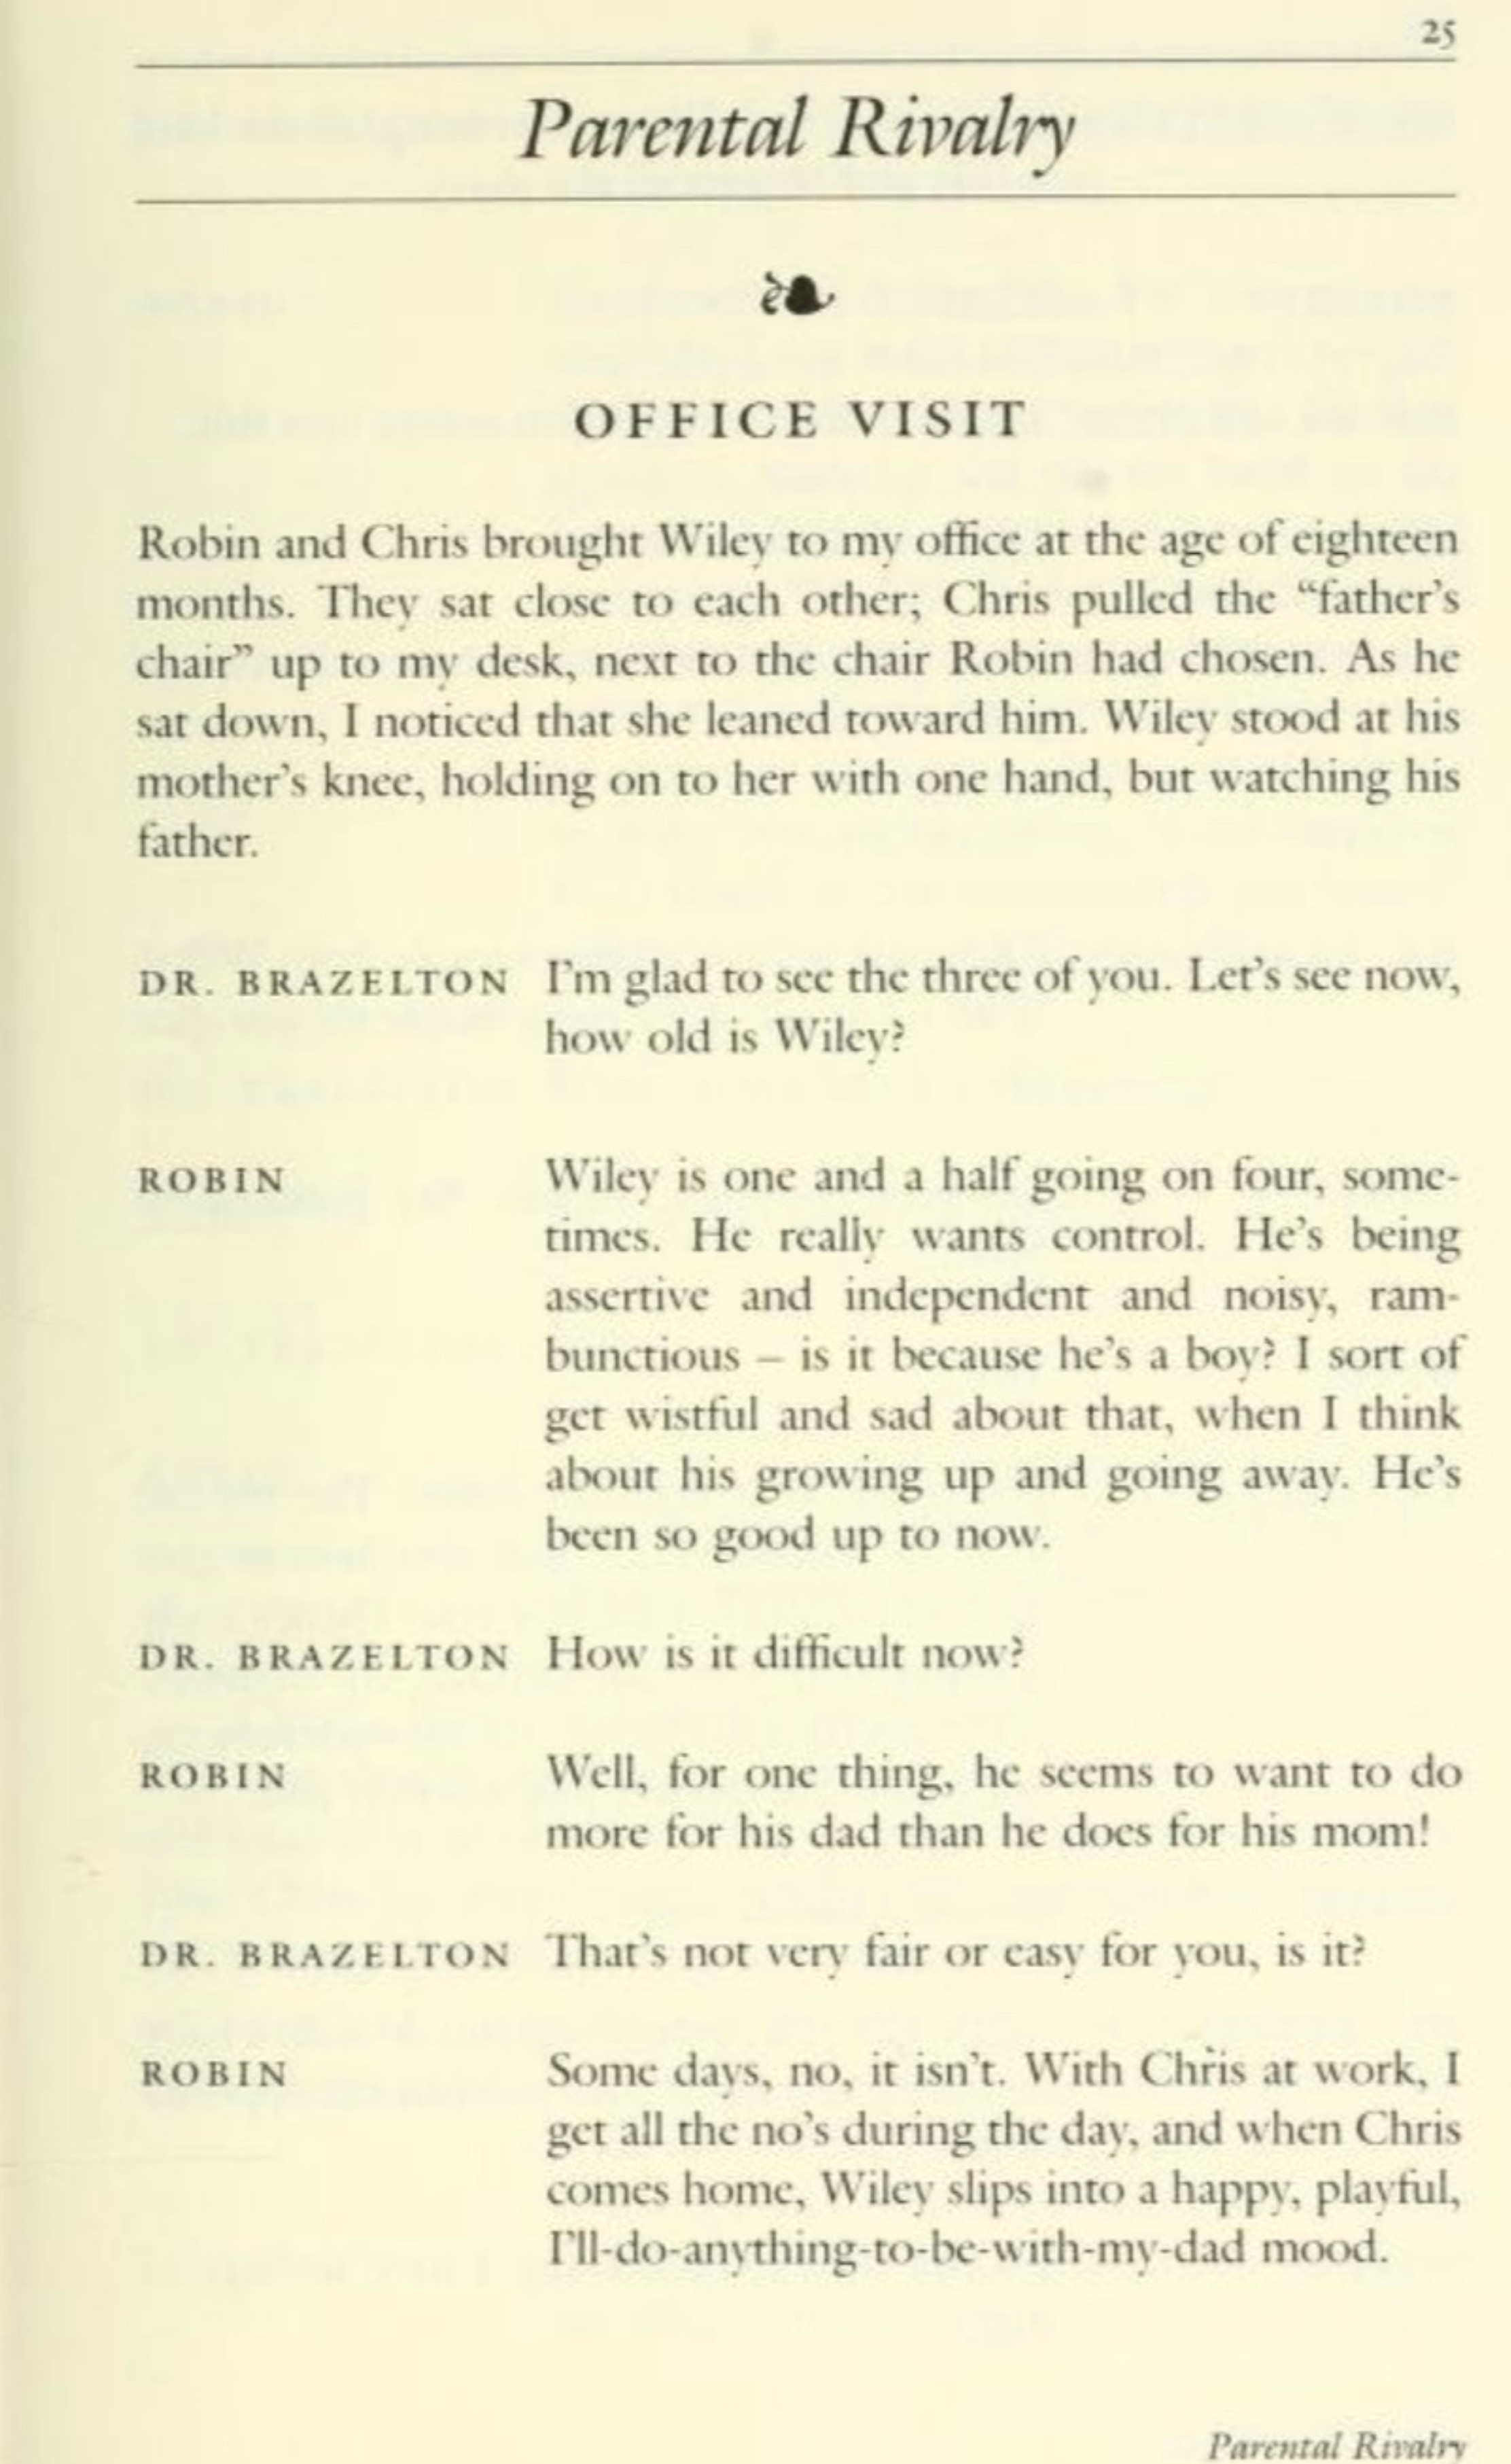 25
Parental Rivalry
OFFICE VISIT
Robin and Chris brought Wiley to my office at the age of eighteen
months. They sat close to each other; Chris pulled the “father’s
chair” up to my desk, next to the chair Robin had chosen. As he
sat down, I noticed that she leaned toward him. Wiley stood at his
mother’s knee, holding on to her with one hand, but watching his
father.
DR. BRAZELTON I’m glad to see the three of you. Let’s see now,
how old is Wiley?
ROBIN Wiley is one and a half going on four, some-
times. He really wants control. He’s being
assertive and independent and noisy, ram-
bunctious – is it because he’s a boy? I sort of
get wistful and sad about that, when I think
about his growing up and going away. He’s
been so good up to now.
DR. BRAZELTON How is it difficult now?
ROBIN Well, for one thing, he seems to want to do
more for his dad than he does for his mom!
DR. BRAZELTON That’s not very fair or easy for you, is it?
ROBIN Some days, no, it isn’t. With Chris at work, I
get all the no’s during the day, and when Chris
comes home, Wiley slips into a happy, playful,
I’ll-do-anything-to-be-with-my-dad mood.
Parental Rivalry